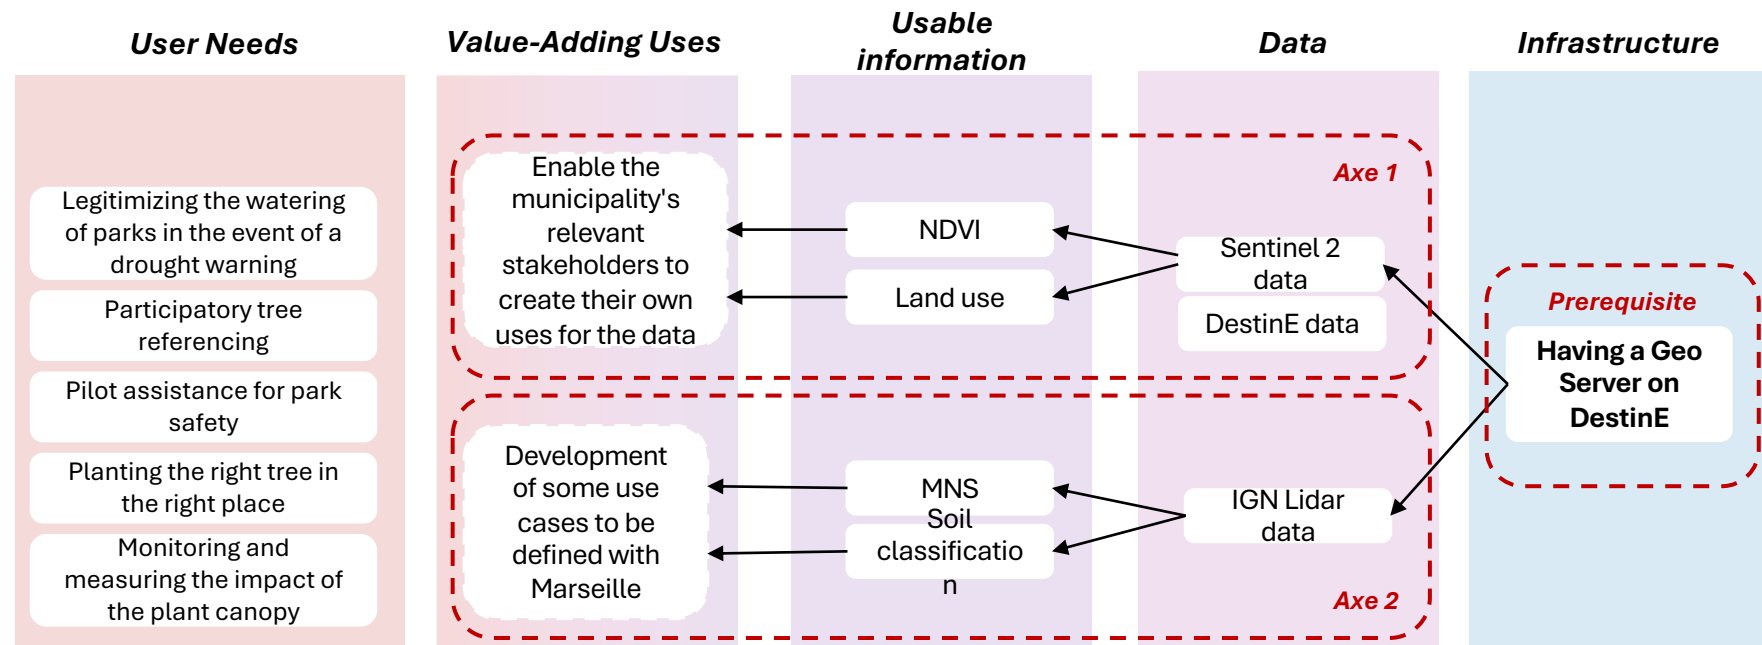 User Needs
Value-Adding Uses
Usable
information
Data
Infrastructure
Legitimizing the watering
of parks in the event of a
drought warning
Participatory tree
referencing
Pilot assistance for park
safety
Planting the right tree in
the right place
Monitoring and
measuring the impact of
the plant canopy
Axe 1
Enable the
municipality's
relevant
stakeholders to
create their own
uses for the data
NDVI
Land use
Sentinel 2
data
DestinE data
Development
of some use
cases to be
defined with
Marseille
MNS
Soil
classificatio
n
IGN Lidar
data
Axe 2
Prerequisite
Having a Geo
Server on
DestinE